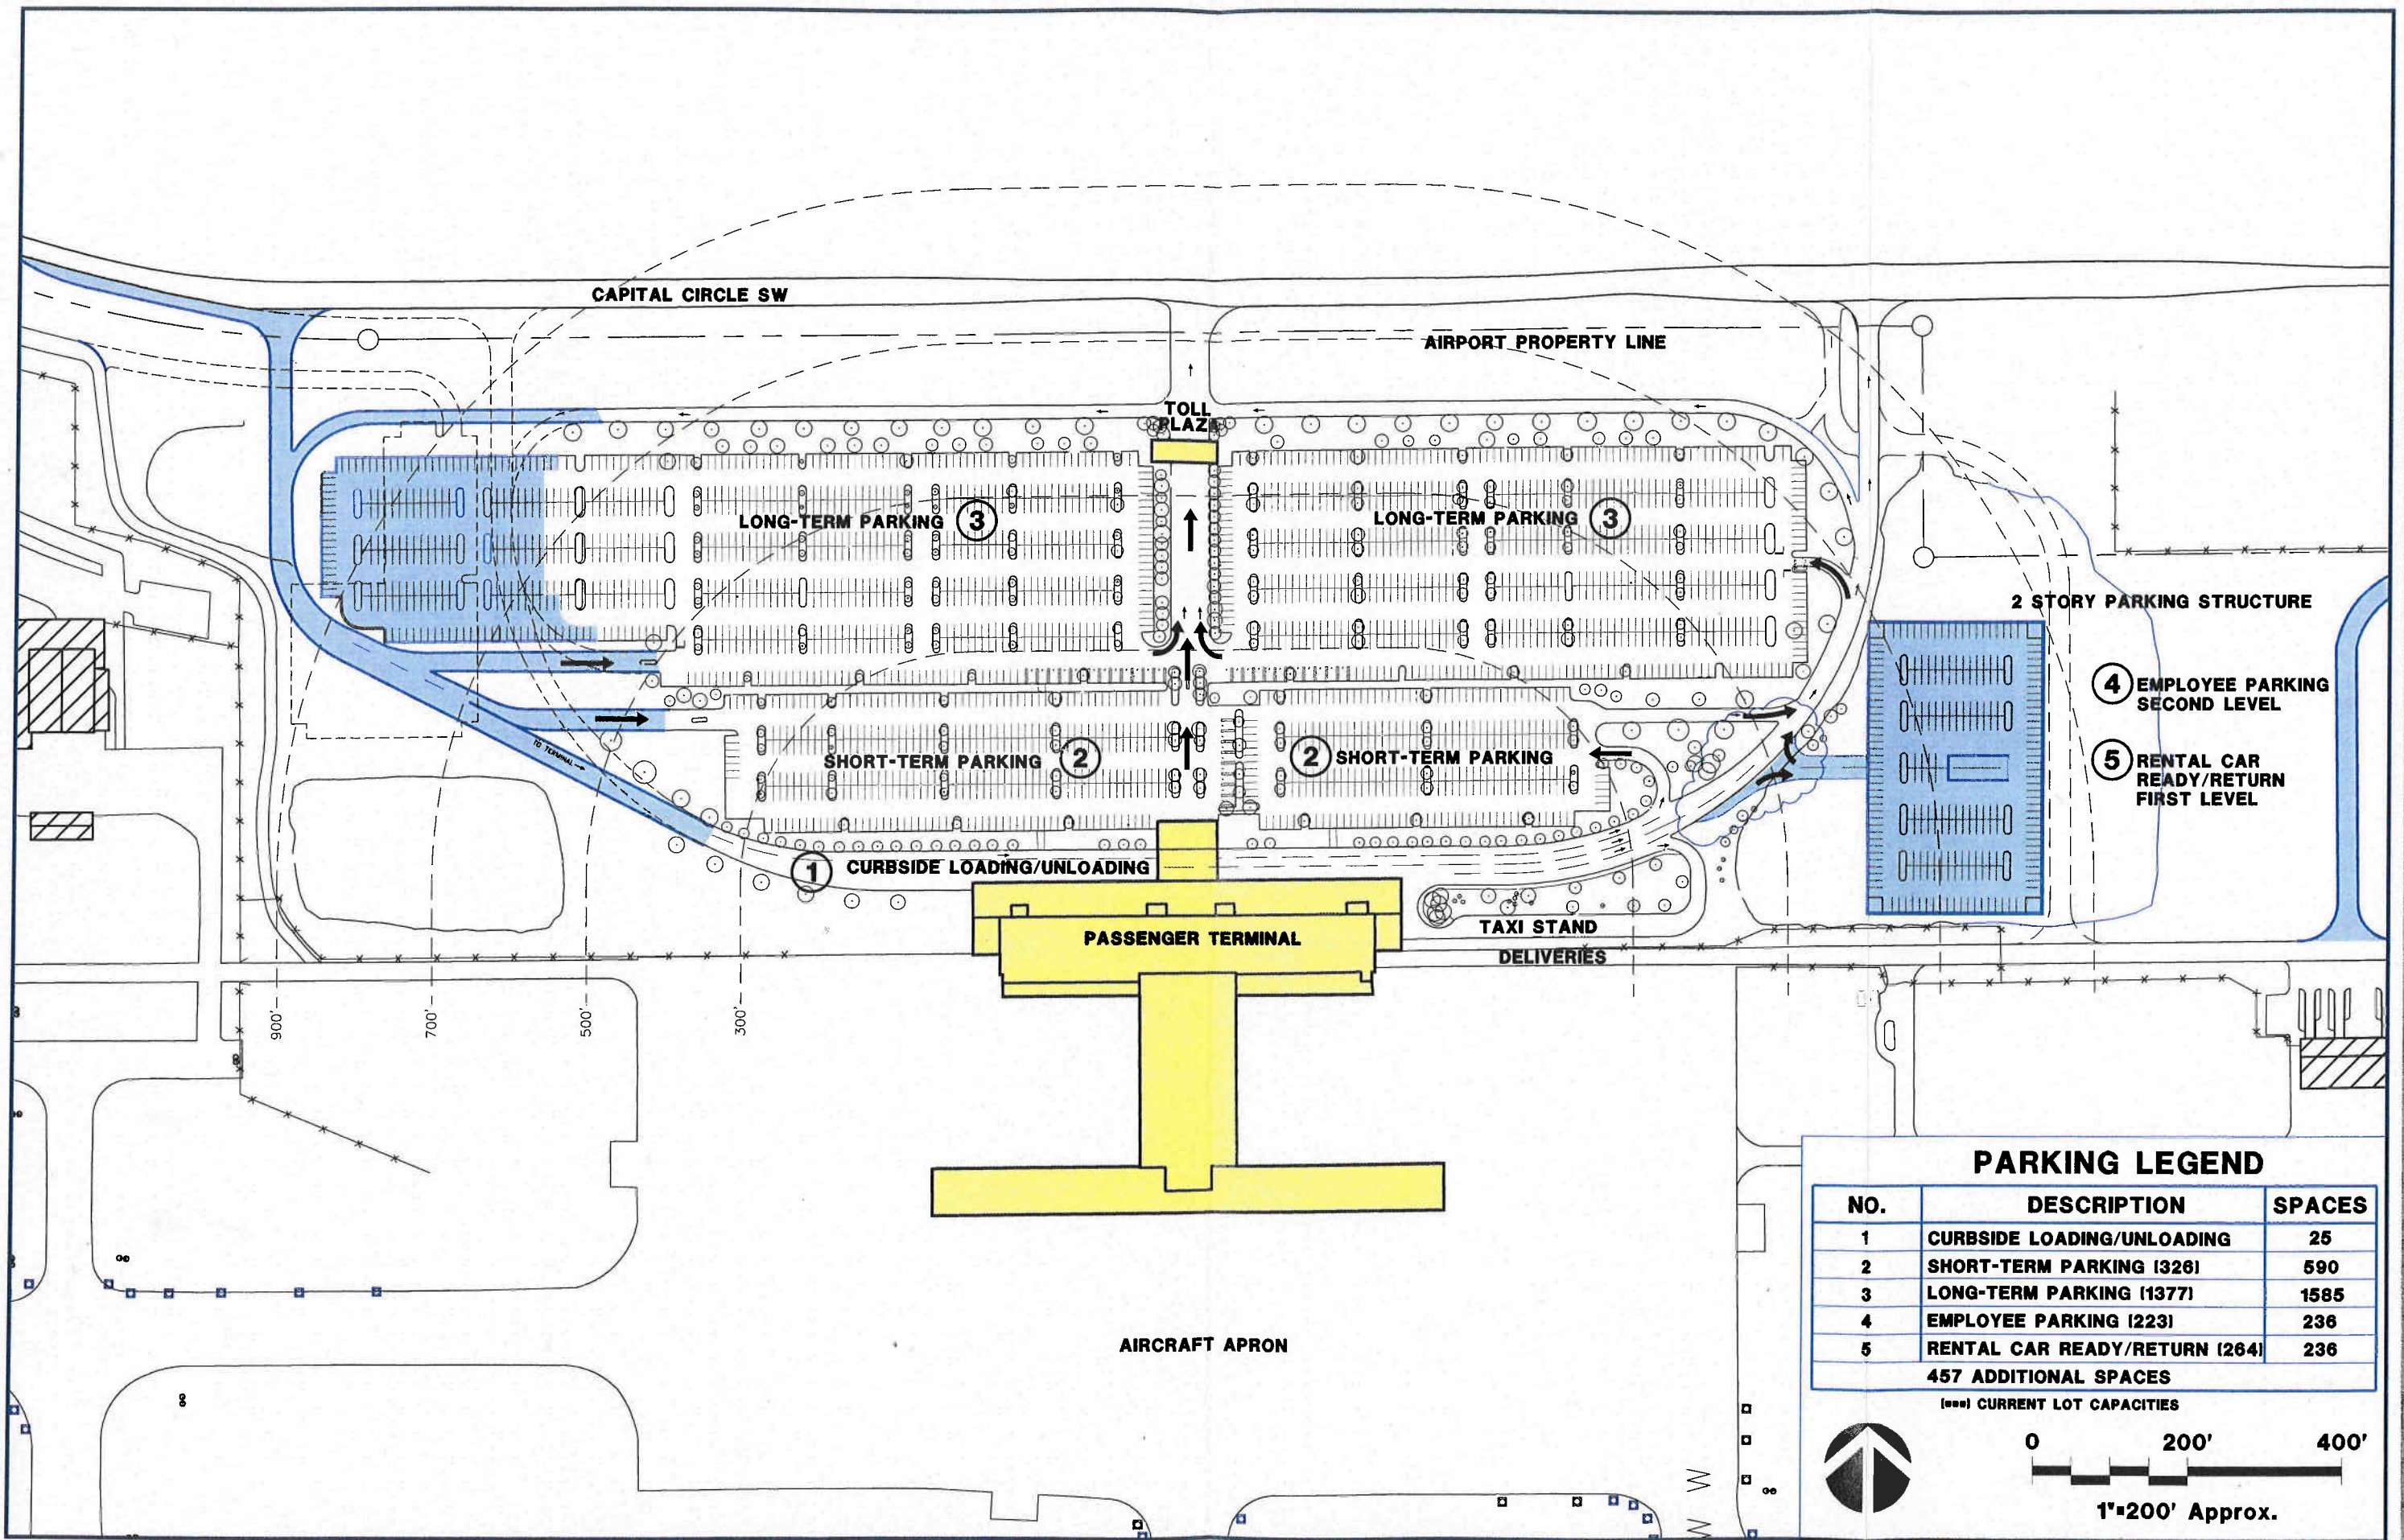 CAPITAL CIRCLE SW
AIRPORT PROPERTY LINE
TOLL
PLAZA
LONG-TERM PARKING 3
LONG-TERM PARKING 3
2 STORY PARKING STRUCTURE
4 EMPLOYEE PARKING
SECOND LEVEL
5 RENTAL CAR
READY/RETURN
FIRST LEVEL
TO TERMINAL
SHORT-TERM PARKING 2
2 SHORT-TERM PARKING
1 CURBSIDE LOADING/UNLOADING
TAXI STAND
PASSENGER TERMINAL
DELIVERIES
900'
700'
500'
300'
AIRCRAFT APRON
PARKING LEGEND
NO. DESCRIPTION SPACES
1 CURBSIDE LOADING/UNLOADING 25
2 SHORT-TERM PARKING (326) 590
3 LONG-TERM PARKING (1377) 1585
4 EMPLOYEE PARKING (223) 236
5 RENTAL CAR READY/RETURN (264) 236
457 ADDITIONAL SPACES
(***) CURRENT LOT CAPACITIES
0 200' 400'
1"=200' Approx.